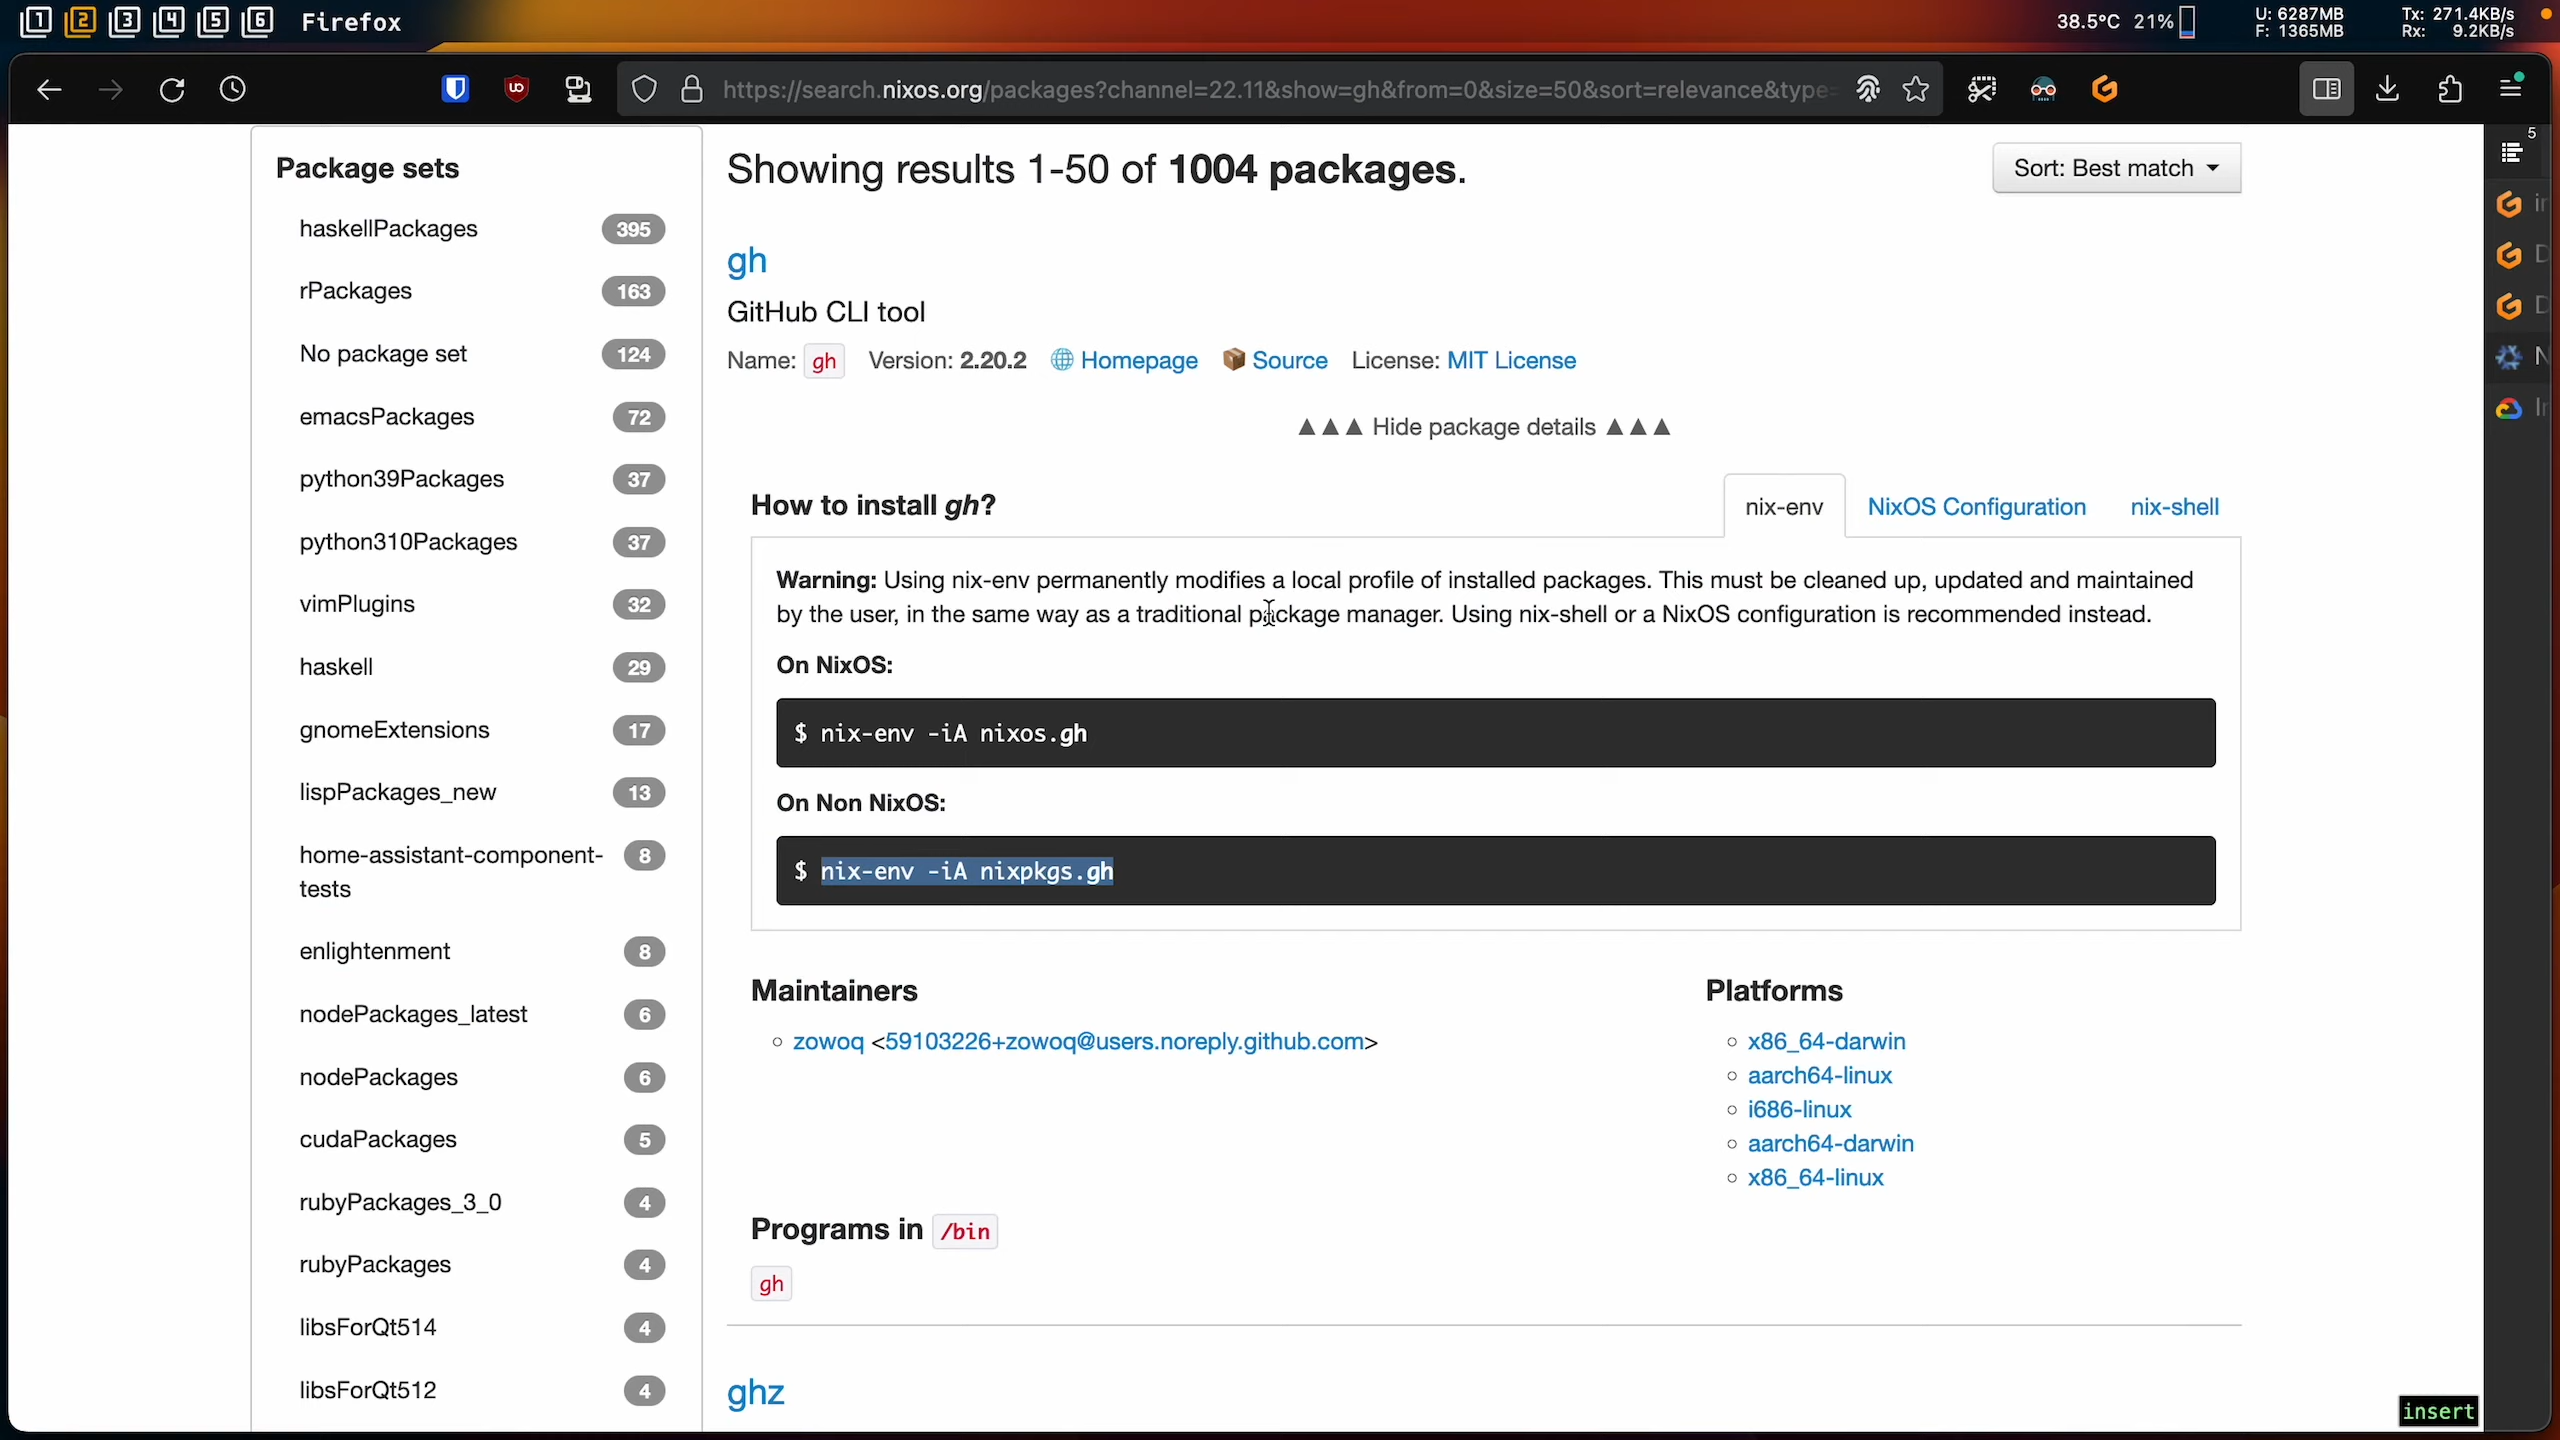 1 2 3 4 5 6 Firefox
38.5°C 21%
U: 6287MB
F: 1365MB
Tx: 271.4KB/s
Rx: 9.2KB/s
https://search.nixos.org/packages?channel=22.11&show=gh&from=0&size=50&sort=relevance&type=
5
Package sets
haskellPackages 395
rPackages 163
No package set 124
emacsPackages 72
python39Packages 37
python310Packages 37
vimPlugins 32
haskell 29
gnomeExtensions 17
lispPackages_new 13
home-assistant-component-
tests 8
enlightenment 8
nodePackages_latest 6
nodePackages 6
cudaPackages 5
rubyPackages_3_0 4
rubyPackages 4
libsForQt514 4
libsForQt512 4
Showing results 1-50 of 1004 packages.
Sort: Best match
gh
GitHub CLI tool
Name: gh Version: 2.20.2 Homepage Source License: MIT License
▲▲▲ Hide package details ▲▲▲
How to install gh?
nix-env NixOS Configuration nix-shell
Warning: Using nix-env permanently modifies a local profile of installed packages. This must be cleaned up, updated and maintained
by the user, in the same way as a traditional package manager. Using nix-shell or a NixOS configuration is recommended instead.
On NixOS:
$ nix-env -iA nixos.gh
On Non NixOS:
$ nix-env -iA nixpkgs.gh
Maintainers
zowoq <59103226+zowoq@users.noreply.github.com>
Platforms
x86_64-darwin
aarch64-linux
i686-linux
aarch64-darwin
x86_64-linux
Programs in /bin
gh
ghz
insert